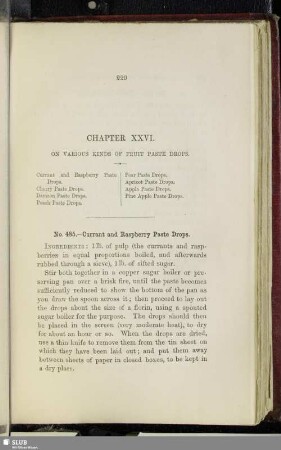 229
CHAPTER XXVI.
ON VARIOUS KINDS OF FRUIT PASTE DROPS.
Currant and Raspberry Paste
Drops.
Cherry Paste Drops.
Damson Paste Drops.
Peach Paste Drops.
Pear Paste Drops.
Apricot Paste Drops.
Apple Paste Drops.
Pine Apple Paste Drops.
No. 485.—Currant and Raspberry Paste Drops.
INGREDIENTS: 1 lb. of pulp (the currants and rasp-
berries in equal proportions boiled, and afterwards
rubbed through a sieve), 1 lb. of sifted sugar.
Stir both together in a copper sugar boiler or pre-
serving pan over a brisk fire, until the paste becomes
sufficiently reduced to show the bottom of the pan as
you draw the spoon across it; then proceed to lay out
the drops about the size of a florin, using a spouted
sugar boiler for the purpose. The drops should then
be placed in the screen (very moderate heat), to dry
for about an hour or so. When the drops are dried,
use a thin knife to remove them from the tin sheet on
which they have been laid out; and put them away
between sheets of paper in closed boxes, to be kept in
a dry place.
SLUB